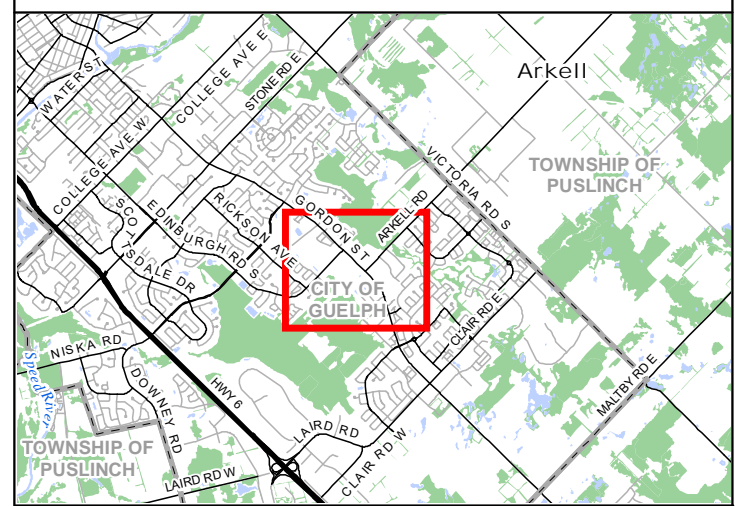 COLLEGE AVE E
STONE RD E
Arkell
WATER ST
COLLEGE AVE W
VICTORIA RD S
TOWNSHIP OF
PUSLINCH
SCOTTSDALE DR
EDINBURGH RD S
RICKSON AVE
GORDON ST
ARKELL RD
CITY OF
GUELPH
CLAIR RD E
NISKA RD
Speed River
DOWNEY RD
HWY 6
MALTBY RD E
LAIRD RD
CLAIR RD W
TOWNSHIP OF
PUSLINCH
LAIRD RD W